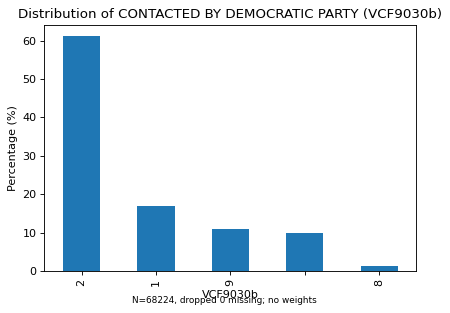 Distribution of CONTACTED BY DEMOCRATIC PARTY (VCF9030b)
Percentage (%)
60
50
40
30
20
10
0
2
1
9
8
VCF9030b
N=68224, dropped 0 missing; no weights